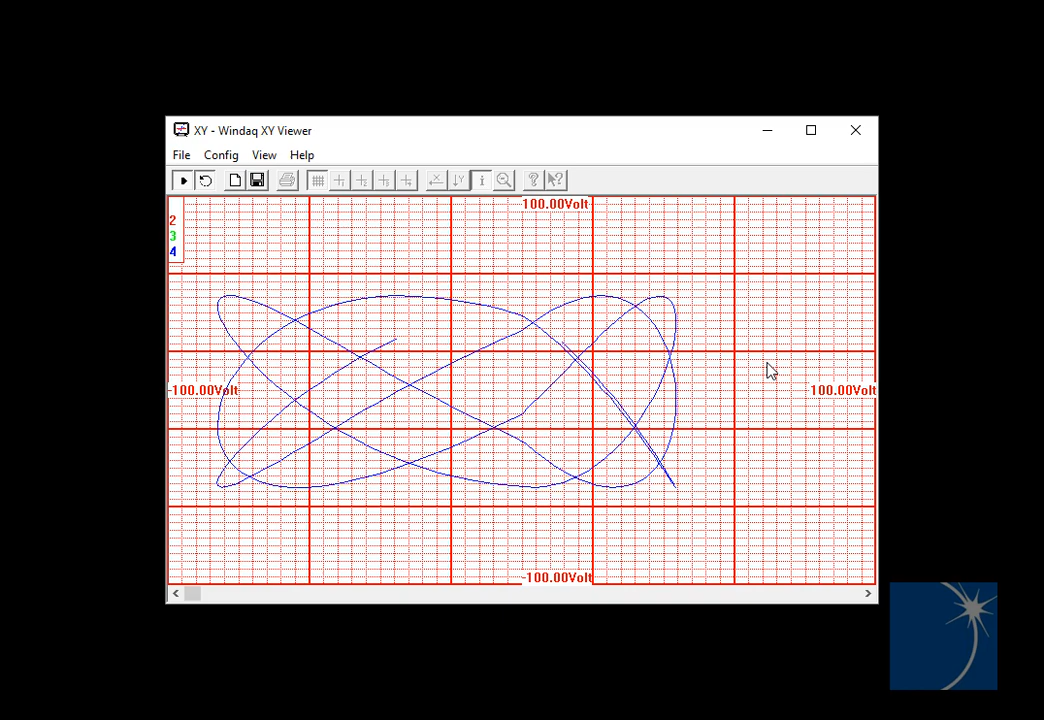 XY - Windaq XY Viewer
File Config View Help
2
3
4
100.00Volt
-100.00Volt
100.00Volt
-100.00Volt